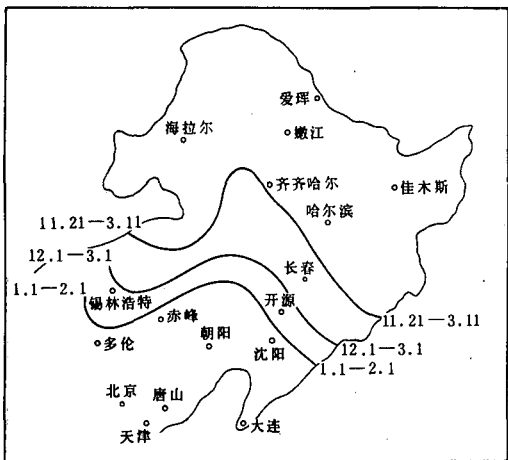 爱珲
海拉尔
嫩江
齐齐哈尔
佳木斯
哈尔滨
11.21—3.11
12.1—3.1
长春
1.1—2.1
锡林浩特
开源
赤峰
11.21—3.11
多伦
朝阳
沈阳
12.1—3.1
1.1—2.1
北京
唐山
天津
大连